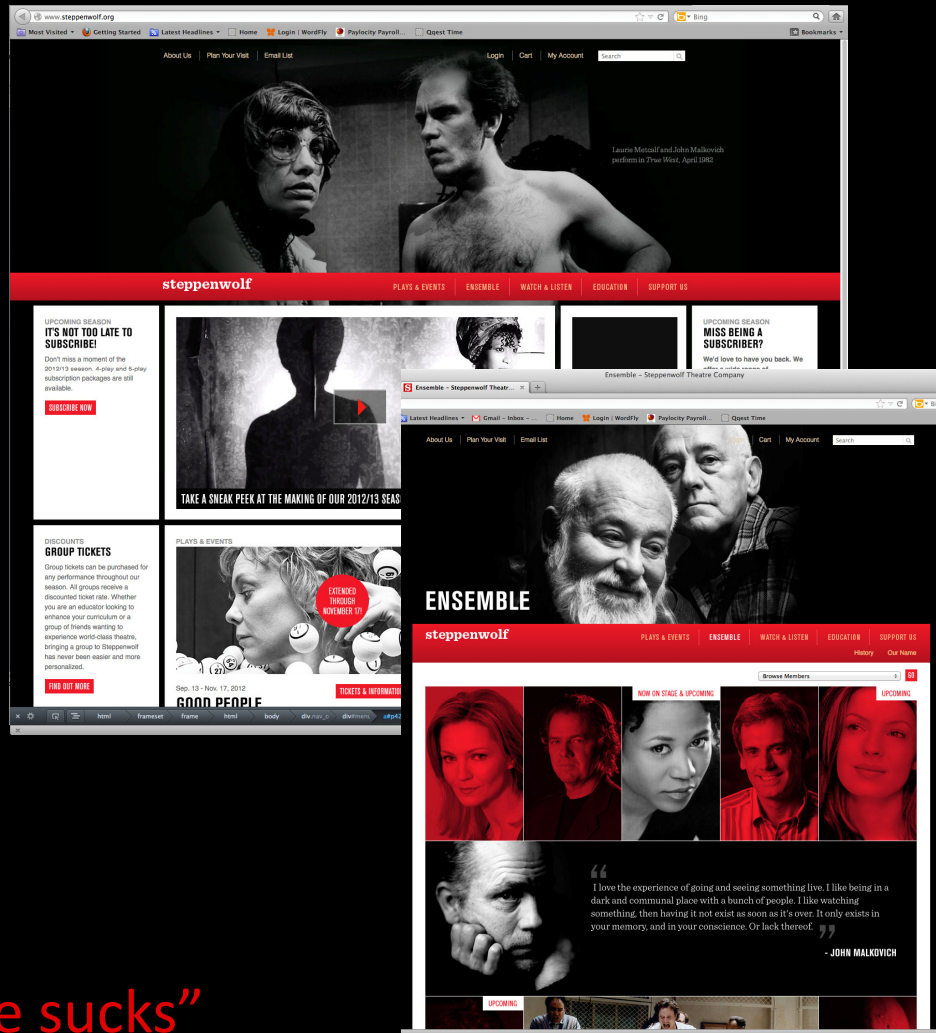 www.steppenwolf.org
Bing
Most Visited
Getting Started
Latest Headlines
Home
Login | WordFly
Paylocity Payroll...
Qqest Time
Bookmarks
About Us
Plan Your Visit
Email List
Login
Cart
My Account
Search
Laurie Metcalf and John Malkovich
perform in True West, April 1982
steppenwolf
PLAYS & EVENTS
ENSEMBLE
WATCH & LISTEN
EDUCATION
SUPPORT US
UPCOMING SEASON
IT'S NOT TOO LATE TO
SUBSCRIBE!
Don't miss a moment of the
2012/13 season. 4-play and 5-play
subscription packages are still
available.
SUBSCRIBE NOW
TAKE A SNEAK PEEK AT THE MAKING OF OUR 2012/13 SEAS
UPCOMING SEASON
MISS BEING A
SUBSCRIBER?
We'd love to have you back. We
DISCOUNTS
GROUP TICKETS
Group tickets can be purchased for
any performance throughout our
season. All groups receive a
discounted ticket rate. Whether
you are an educator looking to
enhance your curriculum or a
group of friends wanting to
experience world-class theatre,
bringing a group to Steppenwolf
has never been easier and more
personalized.
FIND OUT MORE
PLAYS & EVENTS
EXTENDED
THROUGH
NOVEMBER 17!
27
Sep. 13 - Nov. 17, 2012
TICKETS & INFORMATIO
GOOD PEOPLE
html
frameset
frame
html
body
div.nav_o
div#menu
a#p42
Ensemble – Steppenwolf Theatre Company
Ensemble – Steppenwolf Theatr...
Latest Headlines
Gmail – Inbox – ...
Home
Login | WordFly
Paylocity Payroll...
Qqest Time
About Us
Plan Your Visit
Email List
Cart
My Account
Search
ENSEMBLE
steppenwolf
PLAYS & EVENTS
ENSEMBLE
WATCH & LISTEN
EDUCATION
SUPPORT US
History
Our Name
Browse Members
GO
NOW ON STAGE & UPCOMING
UPCOMING
“
I love the experience of going and seeing something live. I like being in a
dark and communal place with a bunch of people. I like watching
something, then having it not exist as soon as it's over. It only exists in
your memory, and in your conscience. Or lack thereof. ”
- JOHN MALKOVICH
UPCOMING
e sucks”